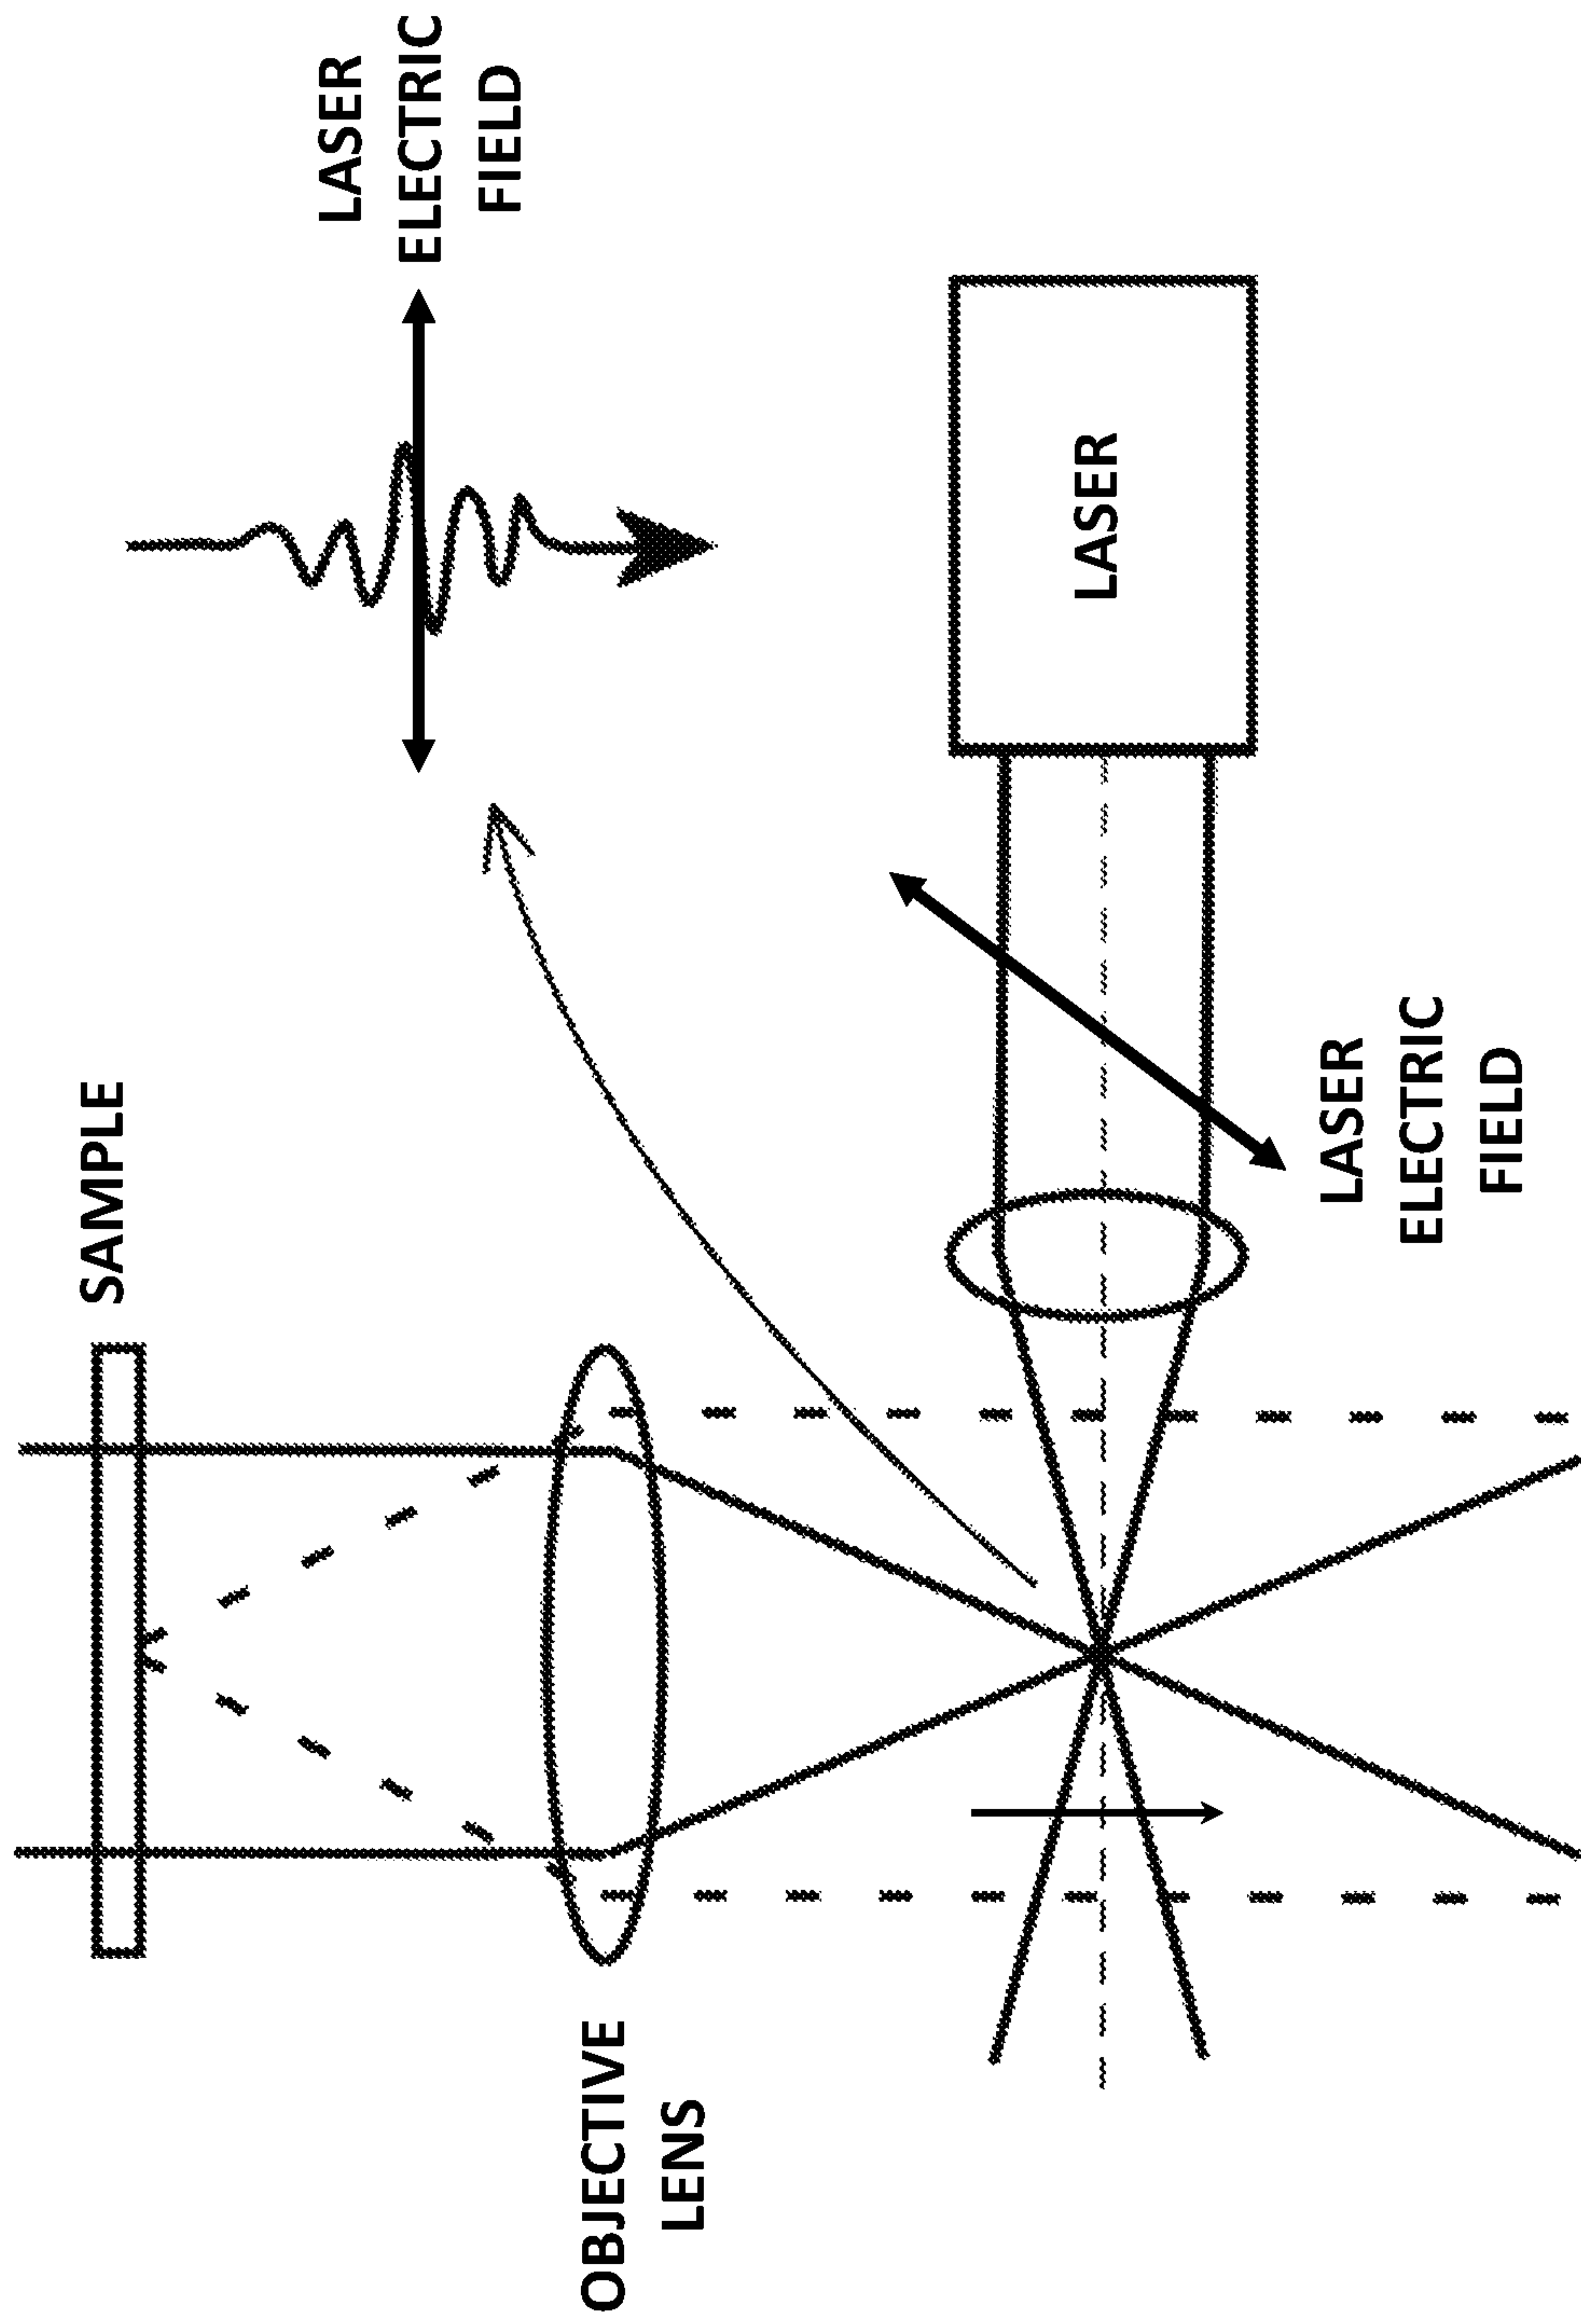 SAMPLE
OBJECTIVE
LENS
LASER
ELECTRIC
FIELD
LASER
LASER
ELECTRIC
FIELD